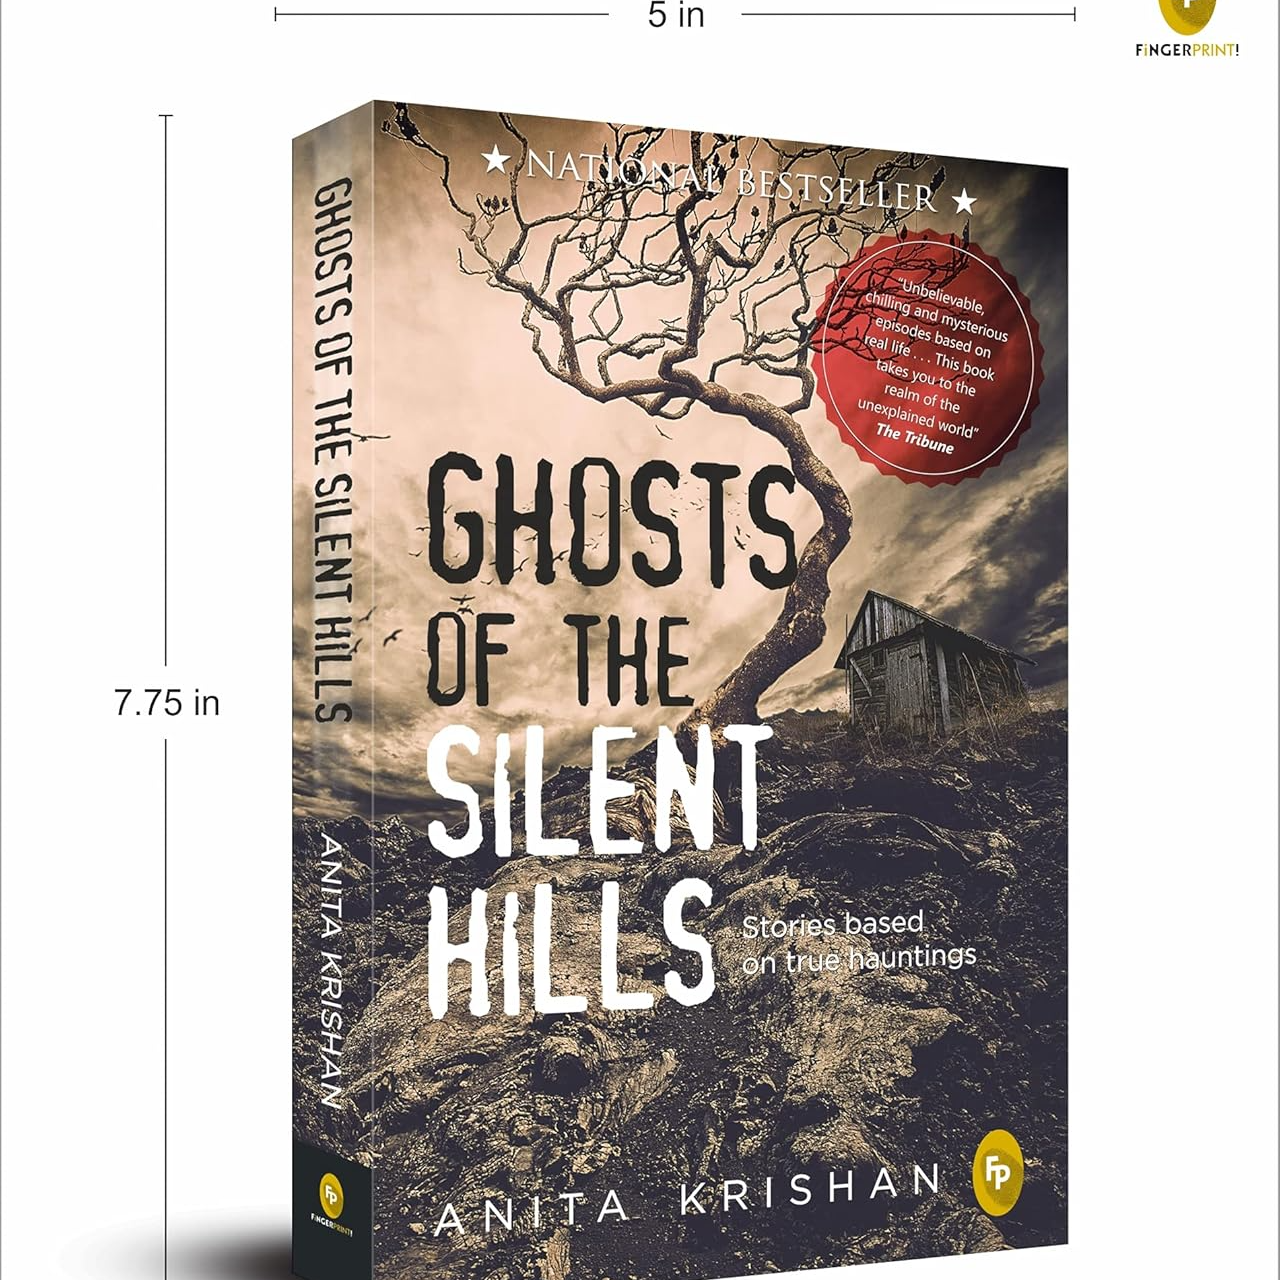 5 in
FP
FiNGERPRINT!
7.75 in
GHOSTS OF THE SILENT HILLS
ANITA KRISHAN
FP
FiNGERPRINT!
★ NATIONAL BESTSELLER ★
"Unbelievable,
chilling and mysterious
episodes based on
real life . . . This book
takes you to the
realm of the
unexplained world"
The Tribune
GHOSTS
OF THE
SILENT
HILLS
Stories based
on true hauntings
ANITA KRISHAN
FP